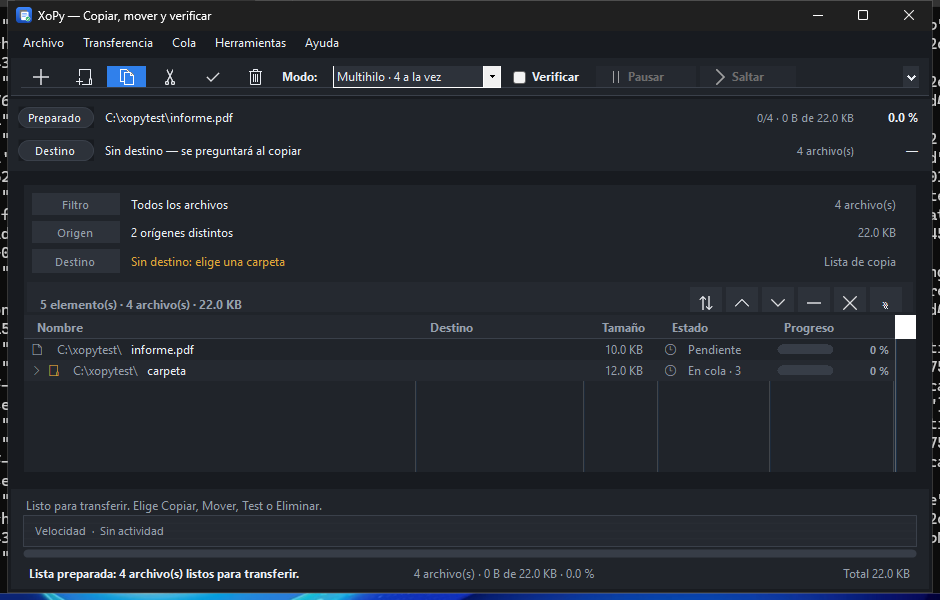 XoPy — Copiar, mover y verificar
Archivo Transferencia Cola Herramientas Ayuda
Modo: Multihilo · 4 a la vez Verificar Pausar Saltar
Preparado C:\xopytest\informe.pdf 0/4 · 0 B de 22.0 KB 0.0 %
Destino Sin destino — se preguntará al copiar 4 archivo(s) —
Filtro Todos los archivos 4 archivo(s)
Origen 2 orígenes distintos 22.0 KB
Destino Sin destino: elige una carpeta Lista de copia
5 elemento(s) · 4 archivo(s) · 22.0 KB
Nombre Destino Tamaño Estado Progreso
C:\xopytest\ informe.pdf 10.0 KB Pendiente 0 %
C:\xopytest\ carpeta 12.0 KB En cola · 3 0 %
Listo para transferir. Elige Copiar, Mover, Test o Eliminar.
Velocidad · Sin actividad
Lista preparada: 4 archivo(s) listos para transferir. 4 archivo(s) · 0 B de 22.0 KB · 0.0 % Total 22.0 KB